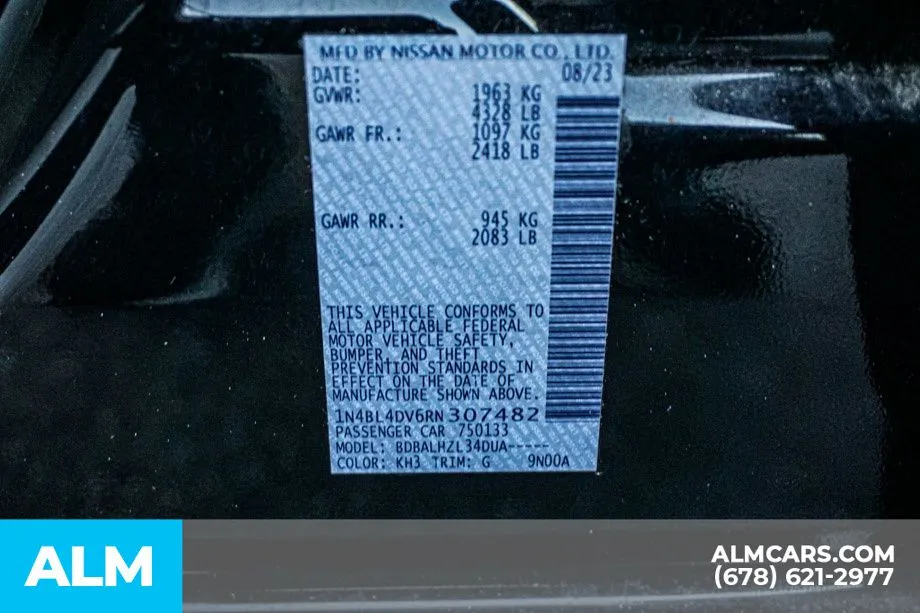 MFD BY NISSAN MOTOR CO., LTD.
DATE: 08/23
GVWR: 1963 KG
4328 LB
GAWR FR.: 1097 KG
2418 LB
GAWR RR.: 945 KG
2083 LB
THIS VEHICLE CONFORMS TO
ALL APPLICABLE FEDERAL
MOTOR VEHICLE SAFETY,
BUMPER, AND THEFT
PREVENTION STANDARDS IN
EFFECT ON THE DATE OF
MANUFACTURE SHOWN ABOVE.
1N4BL4DV6RN307482
PASSENGER CAR 750133
MODEL: BDBALHZL34DUA-----
COLOR: KH3 TRIM: G 9N00A
ALM
ALMCARS.COM
(678) 621-2977